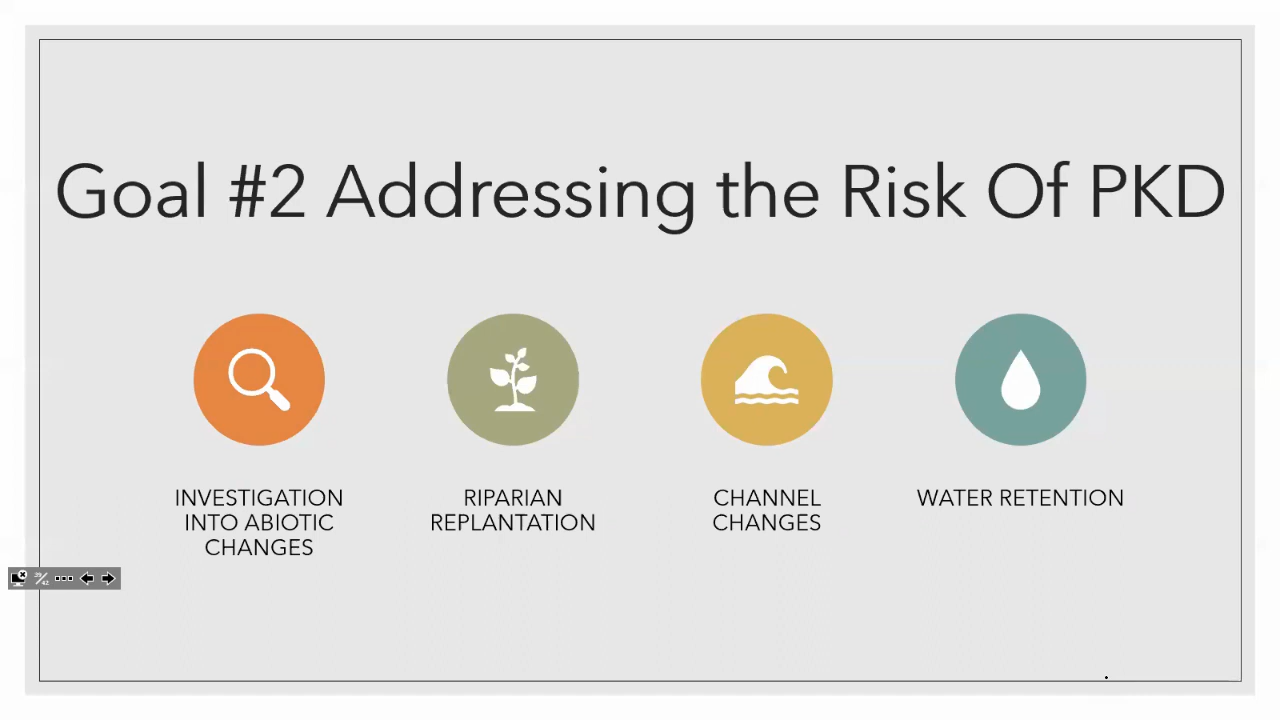 Goal #2 Addressing the Risk Of PKD
INVESTIGATION
INTO ABIOTIC
CHANGES
RIPARIAN
REPLANTATION
CHANNEL
CHANGES
WATER RETENTION